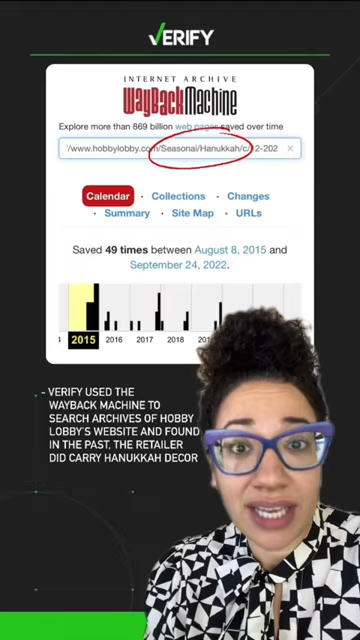 VERIFY
INTERNET ARCHIVE
WayBackMachine
Explore more than 869 billion web pages saved over time
/www.hobbylobby.com/Seasonal/Hanukkah/c/12-202 ×
Calendar · Collections · Changes
· Summary · Site Map · URLs
Saved 49 times between August 8, 2015 and
September 24, 2022.
2015 2016 2017 2018
- VERIFY USED THE
WAYBACK MACHINE TO
SEARCH ARCHIVES OF HOBBY
LOBBY'S WEBSITE AND FOUND
IN THE PAST, THE RETAILER
DID CARRY HANUKKAH DECOR